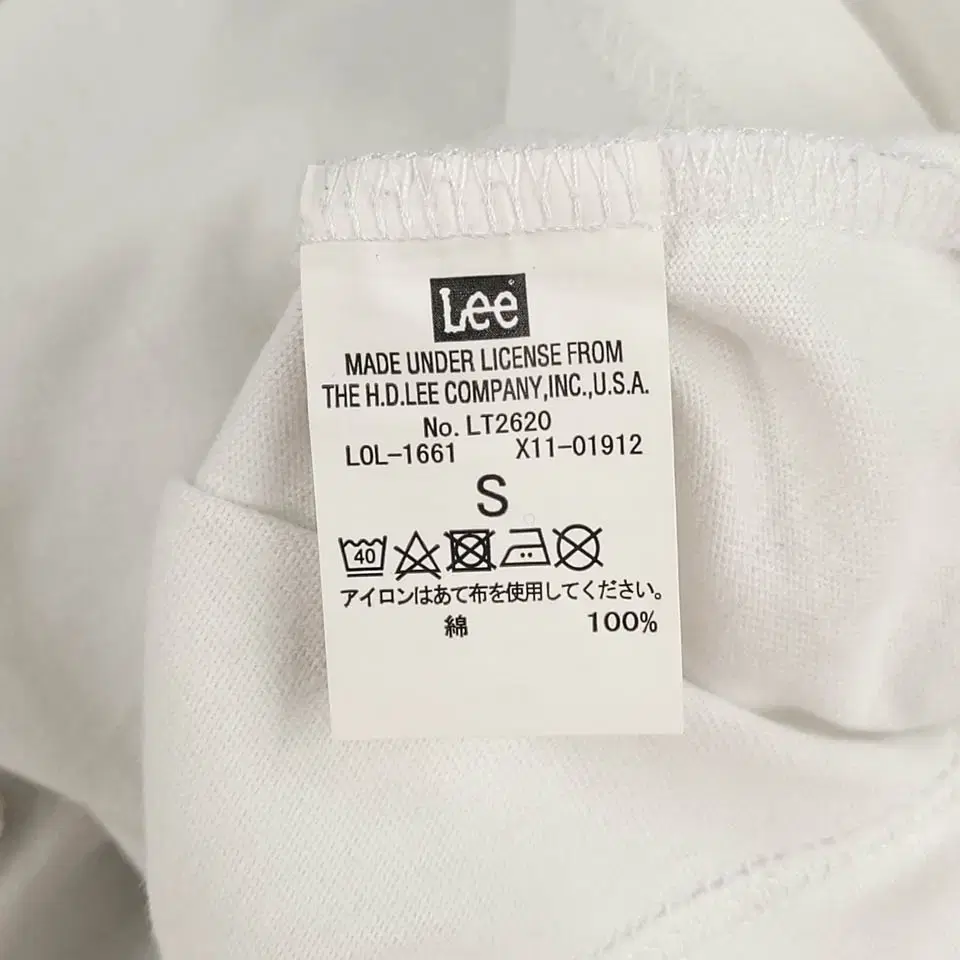 Lee
MADE UNDER LICENSE FROM
THE H.D.LEE COMPANY,INC.,U.S.A.
No. LT2620
LOL-1661 X11-01912
S
40
アイロンはあて布を使用してください。
綿 100%